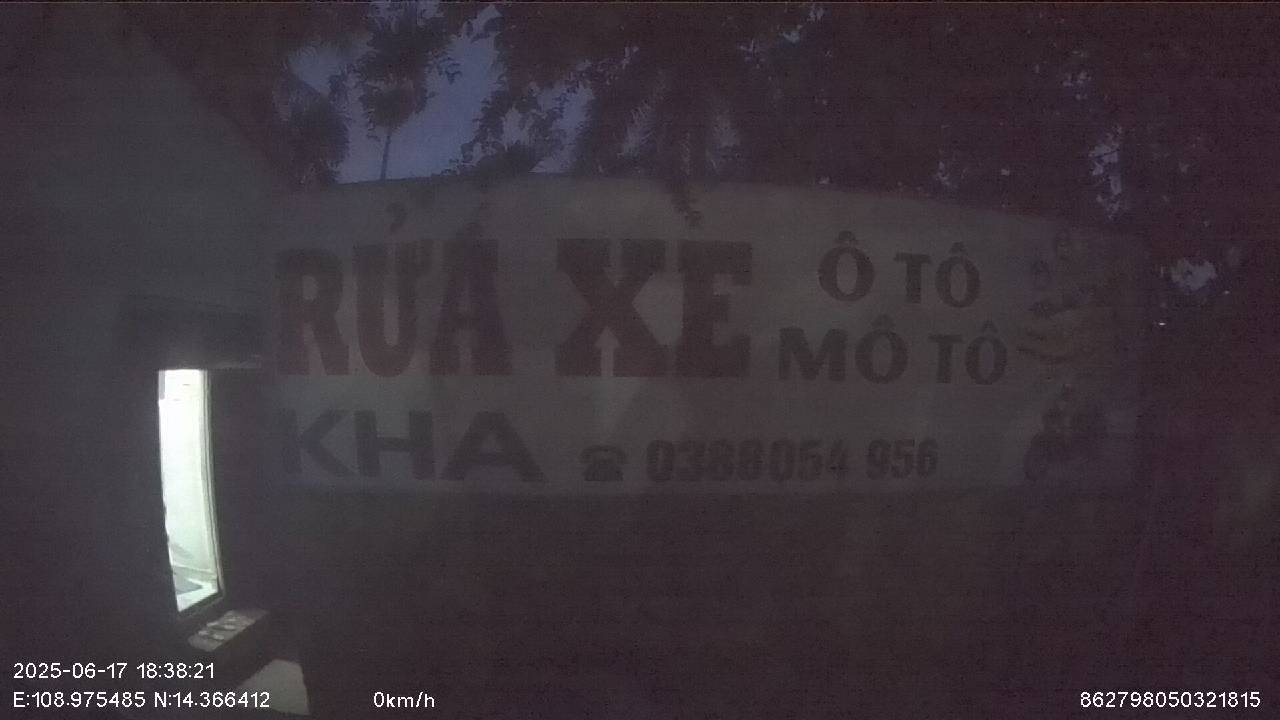 RỬA XE
Ô TÔ
MÔ TÔ
KHA ☎ 0388054 956
2025-06-17 18:38:21
E:108.975485 N:14.366412 0km/h 862798050321815